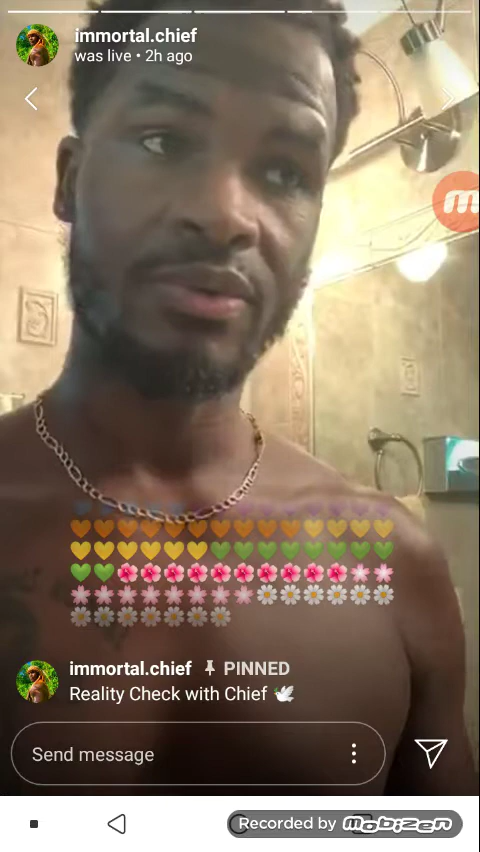 immortal.chief
was live • 2h ago
immortal.chief PINNED
Reality Check with Chief 🕊️
Send message
Recorded by mobizen